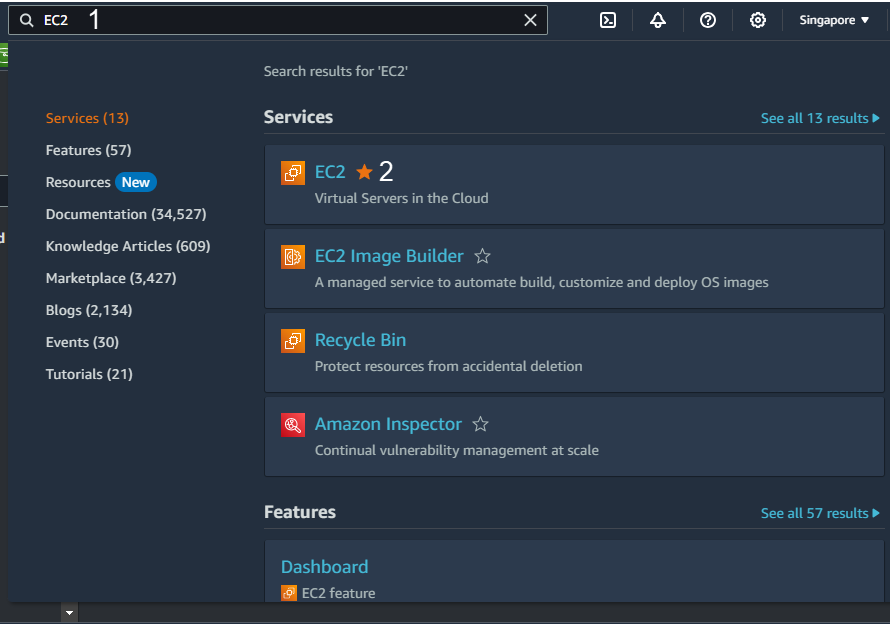 EC2 1
Singapore
Search results for 'EC2'
Services (13)
Features (57)
Resources New
Documentation (34,527)
Knowledge Articles (609)
Marketplace (3,427)
Blogs (2,134)
Events (30)
Tutorials (21)
Services
See all 13 results
EC2 2
Virtual Servers in the Cloud
EC2 Image Builder
A managed service to automate build, customize and deploy OS images
Recycle Bin
Protect resources from accidental deletion
Amazon Inspector
Continual vulnerability management at scale
Features
See all 57 results
Dashboard
EC2 feature